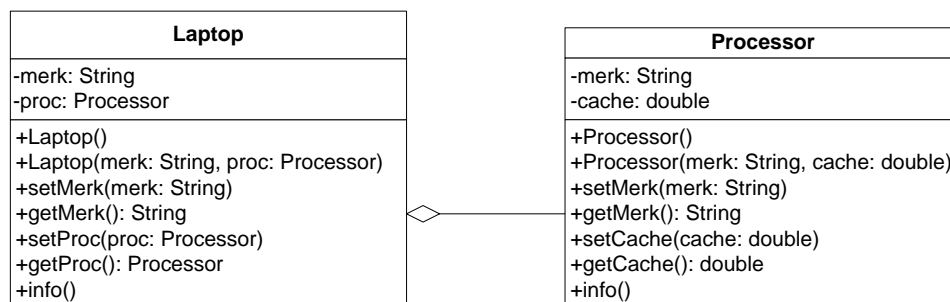 Laptop
-merk: String
-proc: Processor
+Laptop()
+Laptop(merk: String, proc: Processor)
+setMerk(merk: String)
+getMerk(): String
+setProc(proc: Processor)
+getProc(): Processor
+info()
Processor
-merk: String
-cache: double
+Processor()
+Processor(merk: String, cache: double)
+setMerk(merk: String)
+getMerk(): String
+setCache(cache: double)
+getCache(): double
+info()